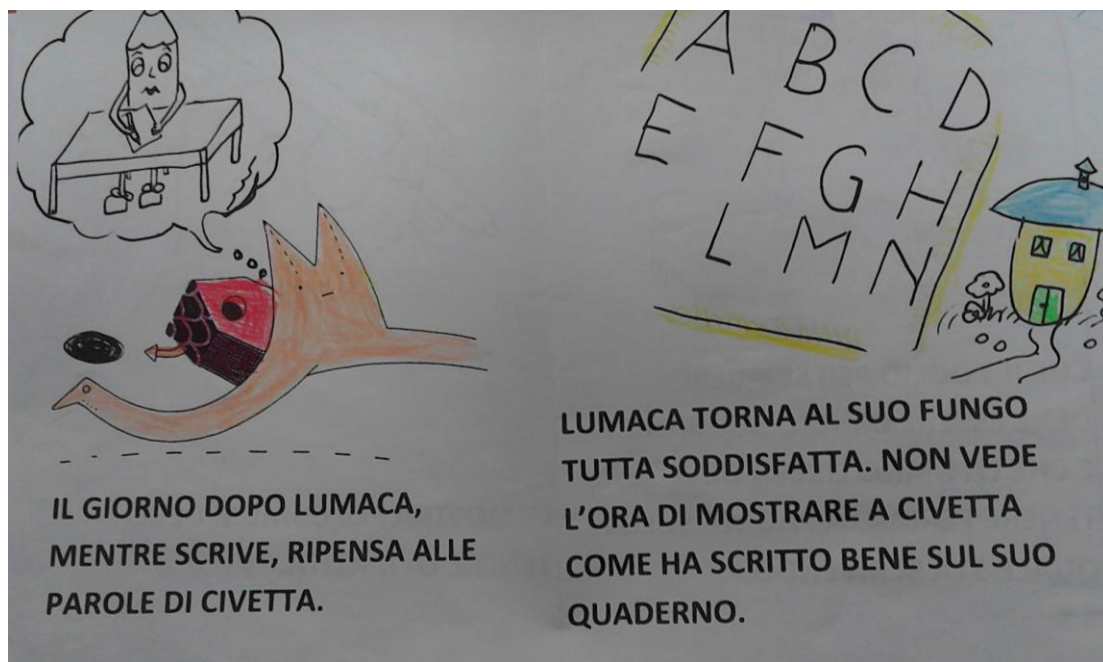 IL GIORNO DOPO LUMACA,
MENTRE SCRIVE, RIPENSA ALLE
PAROLE DI CIVETTA.
A B C D
E F G H
L M N
LUMACA TORNA AL SUO FUNGO
TUTTA SODDISFATTA. NON VEDE
L'ORA DI MOSTRARE A CIVETTA
COME HA SCRITTO BENE SUL SUO
QUADERNO.